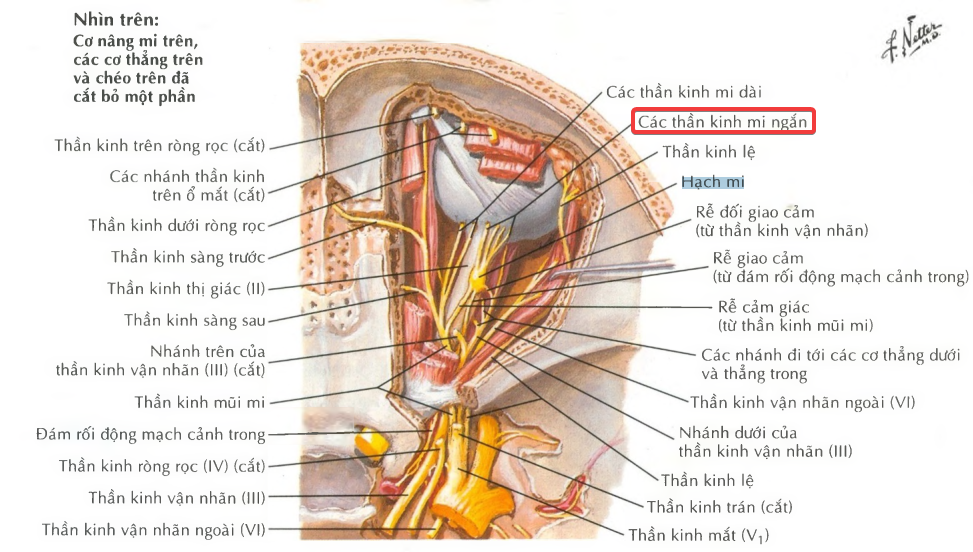 Nhìn trên:
Cơ nâng mi trên,
các cơ thẳng trên
và chéo trên đã
cắt bỏ một phần
F. Netter
M.D.
Thần kinh trên ròng rọc (cắt)
Các nhánh thần kinh
trên ổ mắt (cắt)
Thần kinh dưới ròng rọc
Thần kinh sàng trước
Thần kinh thị giác (II)
Thần kinh sàng sau
Nhánh trên của
thần kinh vận nhãn (III) (cắt)
Thần kinh mũi mi
Đám rối động mạch cảnh trong
Thần kinh ròng rọc (IV) (cắt)
Thần kinh vận nhãn (III)
Thần kinh vận nhãn ngoài (VI)
Các thần kinh mi dài
Các thần kinh mi ngắn
Thần kinh lệ
Hạch mi
Rễ đối giao cảm
(từ thần kinh vận nhãn)
Rễ giao cảm
(từ đám rối động mạch cảnh trong)
Rễ cảm giác
(từ thần kinh mũi mi)
Các nhánh đi tới các cơ thẳng dưới
và thẳng trong
Thần kinh vận nhãn ngoài (VI)
Nhánh dưới của
thần kinh vận nhãn (III)
Thần kinh lệ
Thần kinh trán (cắt)
Thần kinh mắt (V₁)